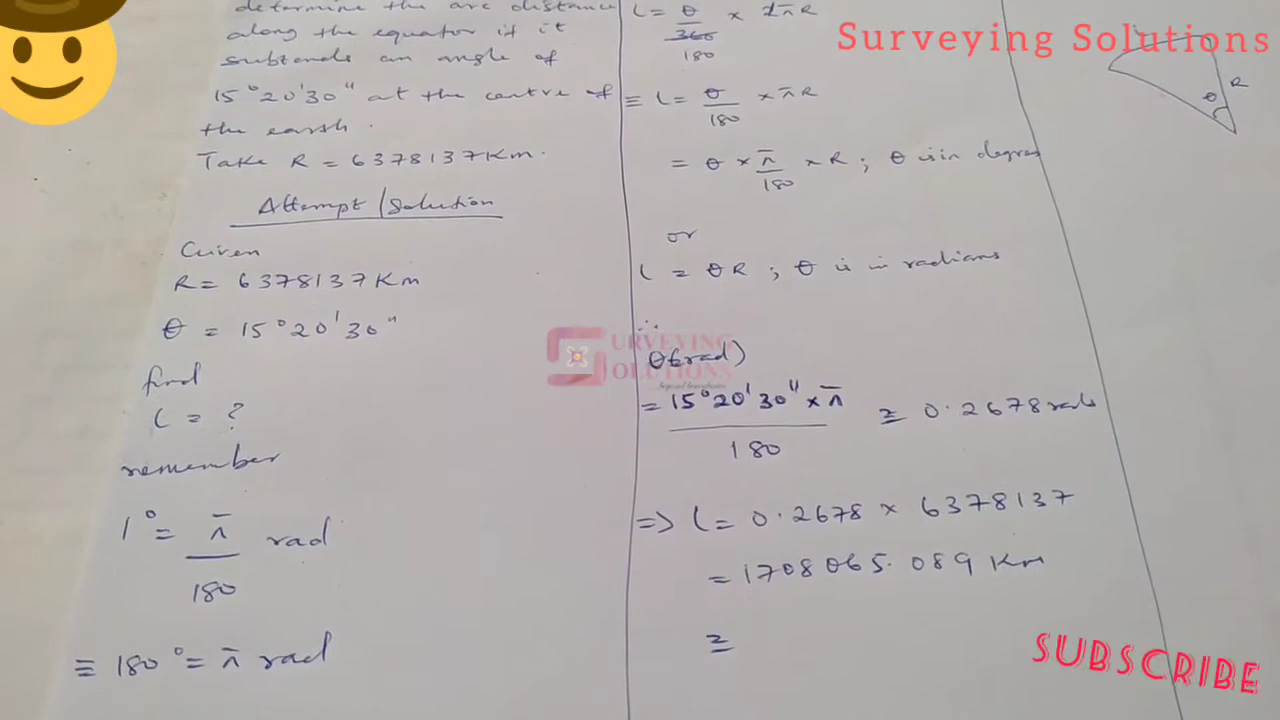 determine the arc distance
along the equator if it
subtends an angle of
15°20'30" at the centre of
the earth.
Take R = 6378137Km.
Attempt/Solution
Given
R = 6378137Km
θ = 15°20'30"
find
L = ?
remember
1° = π/180 rad
≡ 180° = π rad
L = θ/360 × 2πR
180
≡ L = θ/180 × πR
= θ × π/180 × R ; θ is in degrees
or
L = θR ; θ is in radians
∴
θ(rad)
= 15°20'30" × π / 180 ≅ 0.2678 rads
=> L = 0.2678 × 6378137
= 1708065.089 Km
≅
Surveying Solutions
R
θ
SURVEYING
SOLUTIONS
SUBSCRIBE